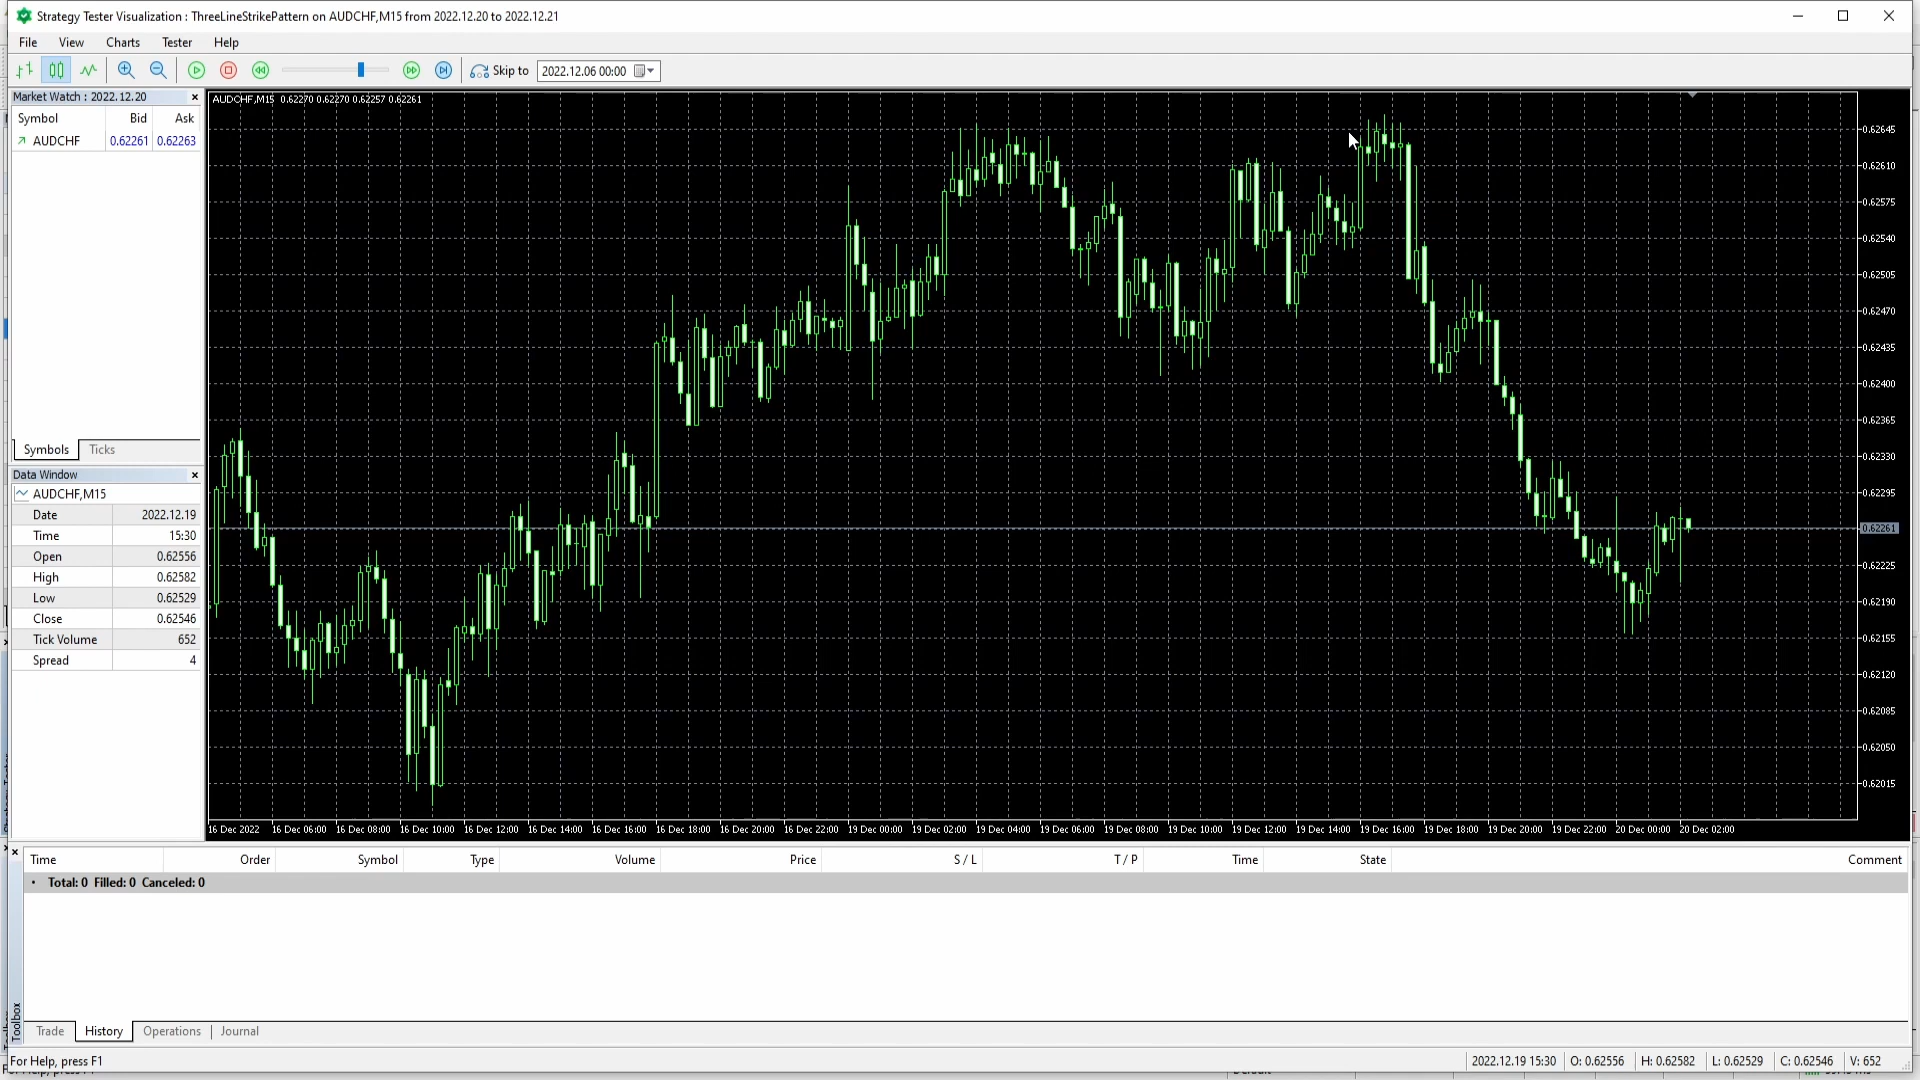 Strategy Tester Visualization : ThreeLineStrikePattern on AUDCHF,M15 from 2022.12.20 to 2022.12.21
File View Charts Tester Help
Skip to 2022.12.06 00:00
Market Watch : 2022.12.20
Symbol Bid Ask
AUDCHF 0.62261 0.62263
Symbols Ticks
Data Window
AUDCHF,M15
Date 2022.12.19
Time 15:30
Open 0.62556
High 0.62582
Low 0.62529
Close 0.62546
Tick Volume 652
Spread 4
AUDCHF,M15 0.62270 0.62270 0.62257 0.62261
0.62645
0.62610
0.62575
0.62540
0.62505
0.62470
0.62435
0.62400
0.62365
0.62330
0.62295
0.62261
0.62225
0.62190
0.62155
0.62120
0.62085
0.62050
0.62015
16 Dec 2022 16 Dec 06:00 16 Dec 08:00 16 Dec 10:00 16 Dec 12:00 16 Dec 14:00 16 Dec 16:00 16 Dec 18:00 16 Dec 20:00 16 Dec 22:00 19 Dec 00:00 19 Dec 02:00 19 Dec 04:00 19 Dec 06:00 19 Dec 08:00 19 Dec 10:00 19 Dec 12:00 19 Dec 14:00 19 Dec 16:00 19 Dec 18:00 19 Dec 20:00 19 Dec 22:00 20 Dec 00:00 20 Dec 02:00
Time Order Symbol Type Volume Price S / L T / P Time State Comment
Total: 0 Filled: 0 Canceled: 0
Toolbox
Trade History Operations Journal
For Help, press F1
2022.12.19 15:30 O: 0.62556 H: 0.62582 L: 0.62529 C: 0.62546 V: 652